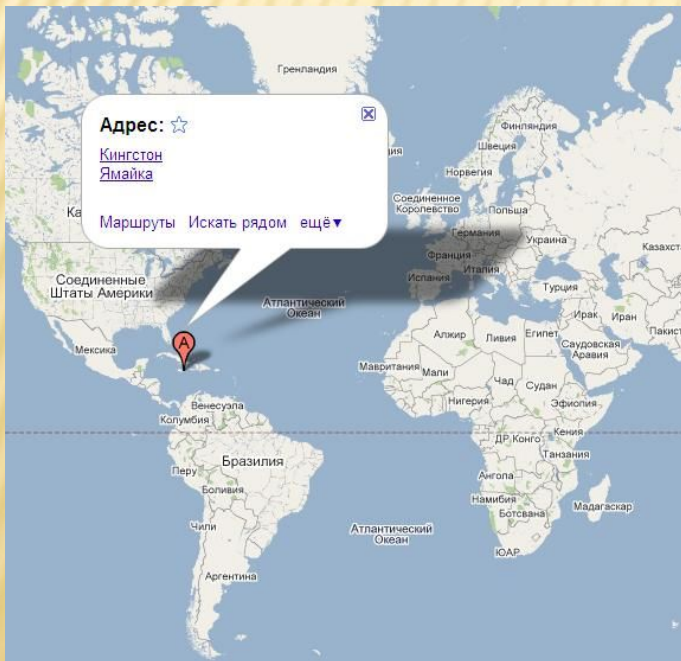 Гренландия
Адрес:
Кингстон
Ямайка
Маршруты Искать рядом ещё▼
Финляндия
Швеция
Норвегия
Соединенное
Королевство
Польша
Германия
Украина
Казахст
Франция
Италия
Испания
Турция
Соединенные
Штаты Америки
Атлантический
Океан
Ирак
Иран
Пакист
Алжир
Ливия
Египет
Саудовская
Аравия
Мексика
A
Мавритания
Мали
Чад
Судан
Нигерия
Эфиопия
Венесуэла
Колумбия
ДР Конго
Кения
Танзания
Перу
Бразилия
Боливия
Ангола
Намибия
Ботсвана
Мадагаскар
Чили
Атлантический
Океан
ЮАР
Аргентина